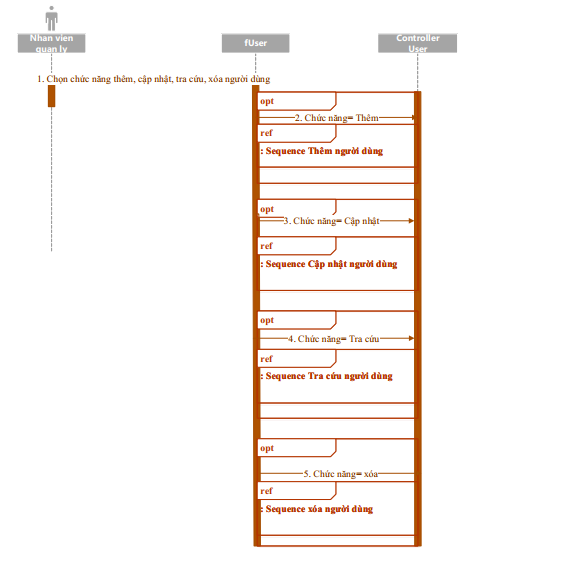 Nhan vien
quan ly
fUser
Controller
User
1. Chọn chức năng thêm, cập nhật, tra cứu, xóa người dùng
opt
2. Chức năng= Thêm
ref
: Sequence Thêm người dùng
opt
3. Chức năng= Cập nhật
ref
: Sequence Cập nhật người dùng
opt
4. Chức năng= Tra cứu
ref
: Sequence Tra cứu người dùng
opt
5. Chức năng= xóa
ref
: Sequence xóa người dùng